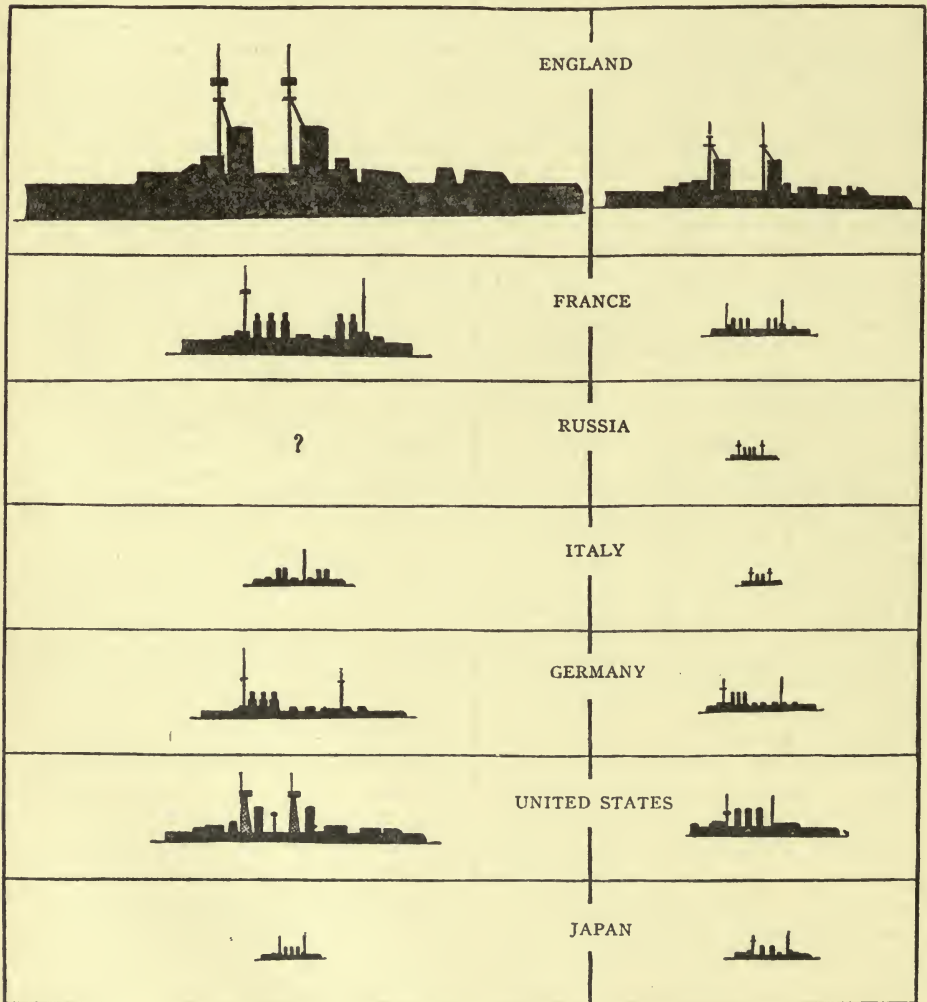 ENGLAND
FRANCE
?
RUSSIA
ITALY
GERMANY
UNITED STATES
JAPAN